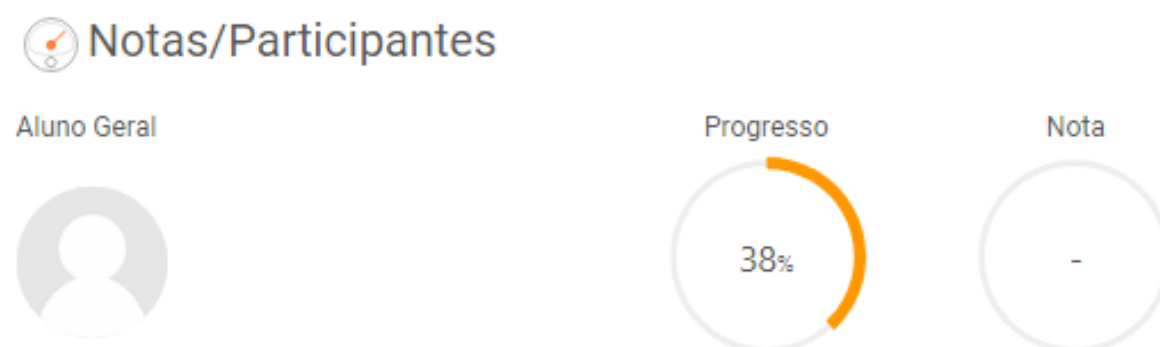 Notas/Participantes
Aluno Geral
Progresso
Nota
38%
-